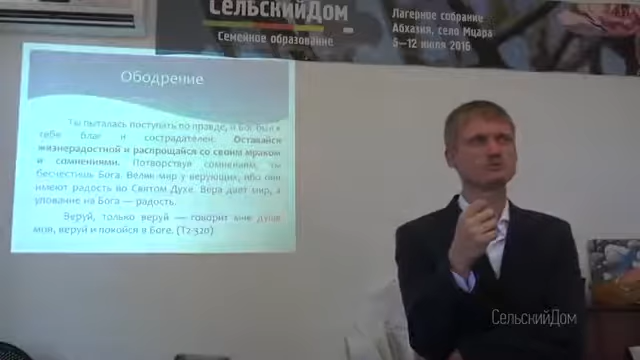 СельскийДом
Семейное образование
Лагерное собрание
Абхазия, село Мцара
5–12 июля 2016
Ободрение
Ты пыталась поступать по правде, и Бог был к
тебе благ и сострадателен. Оставайся
жизнерадостной и распрощайся со своим мраком
и сомнениями. Потворствуя сомнениям, ты
бесчестишь Бога. Велик мир у верующих, ибо они
имеют радость во Святом Духе. Вера дает мир, а
упование на Бога — радость.
Веруй, только веруй — говорит мне душа
моя, веруй и покойся в Боге. (Т2-320)
СельскийДом